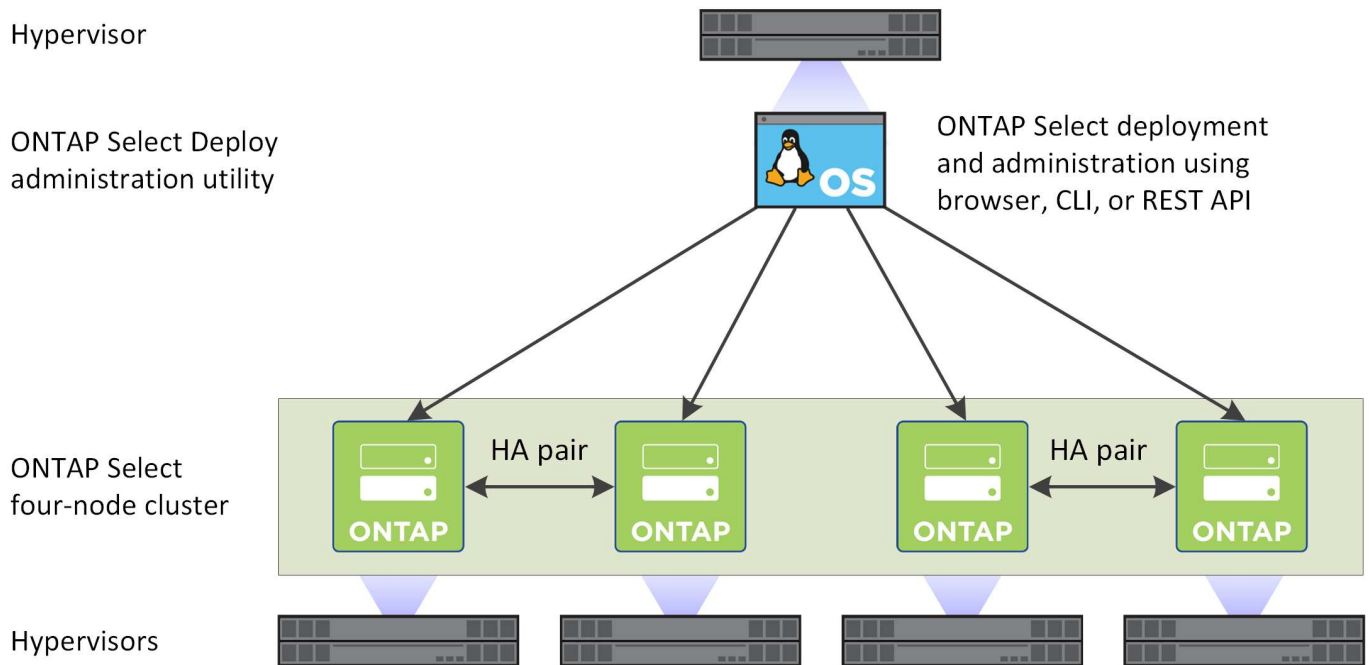 Hypervisor
ONTAP Select Deploy
administration utility
OS
ONTAP Select deployment
and administration using
browser, CLI, or REST API
HA pair
HA pair
ONTAP Select
four-node cluster
ONTAP
ONTAP
ONTAP
ONTAP
Hypervisors